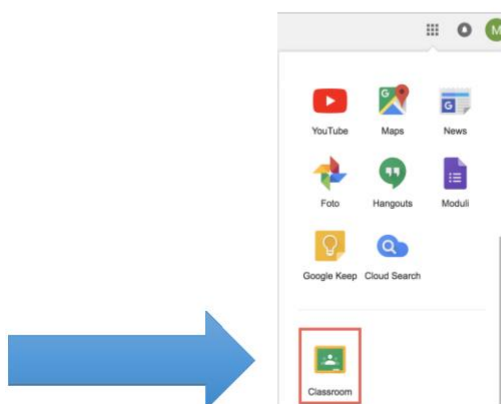 M
YouTube Maps News
Foto Hangouts Moduli
Google Keep Cloud Search
Classroom